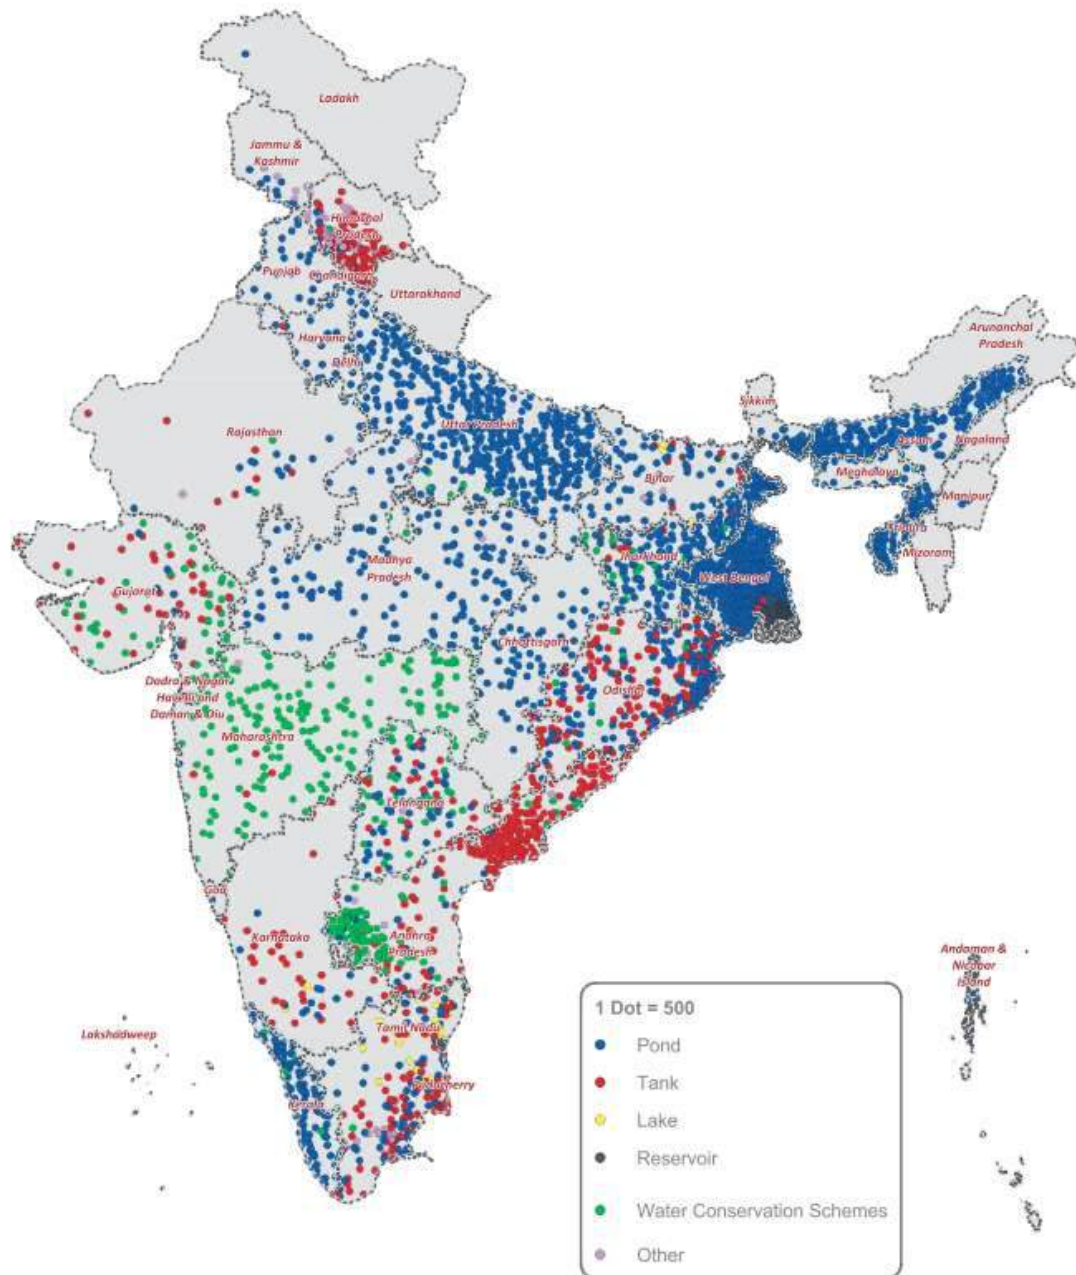 Ladakh
Jammu &
Kashmir
Himachal
Pradesh
Punjab
Chandigarh
Uttarakhand
Haryana
Delhi
Arunanchal
Pradesh
Sikkim
Rajasthan
Uttar Pradesh
Assam
Nagaland
Bihar
Meghalaya
Manipur
Tripura
Jharkhand
Mizoram
Madhya
Pradesh
West Bengal
Gujarat
Chhattisgarh
Dadra & Nagar
Haveli and
Daman & Diu
Odisha
Maharashtra
Telangana
Goa
Karnataka
Andhra
Pradesh
Andaman &
Nicobar
Island
Lakshadweep
Tamil Nadu
Puducherry
Kerala
1 Dot = 500
Pond
Tank
Lake
Reservoir
Water Conservation Schemes
Other